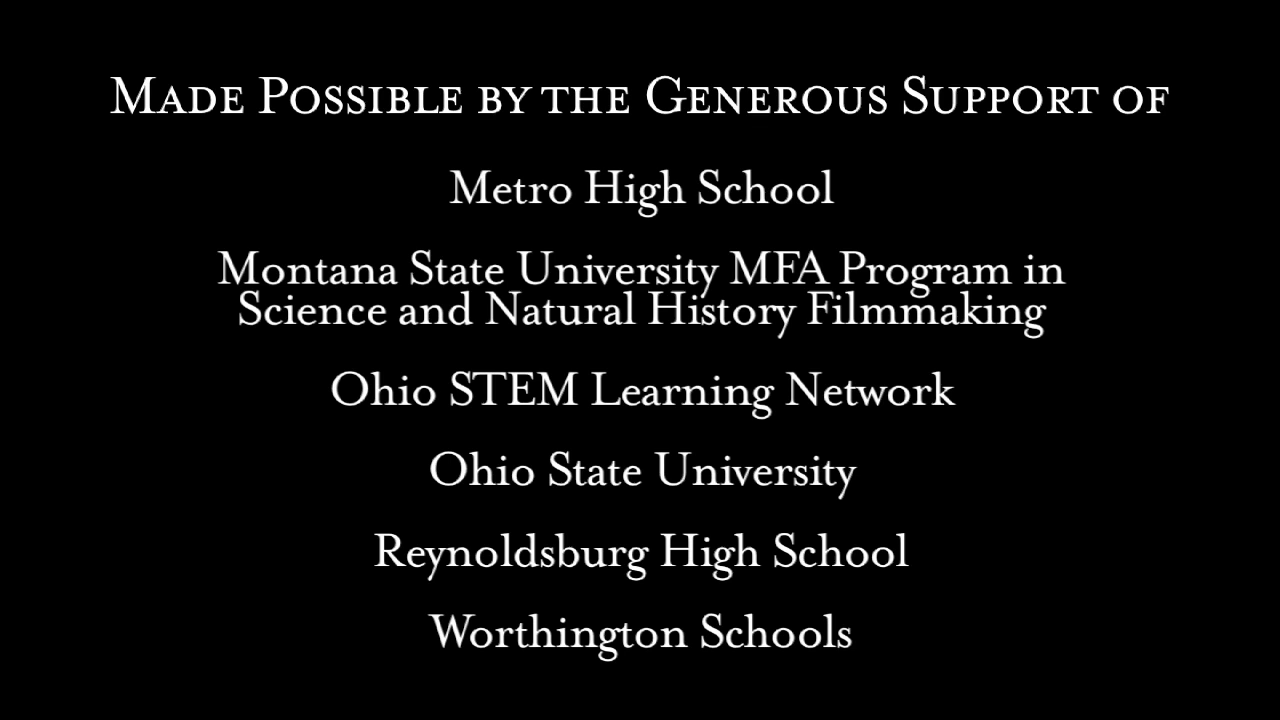 Made Possible by the Generous Support of
Metro High School
Montana State University MFA Program in
Science and Natural History Filmmaking
Ohio STEM Learning Network
Ohio State University
Reynoldsburg High School
Worthington Schools